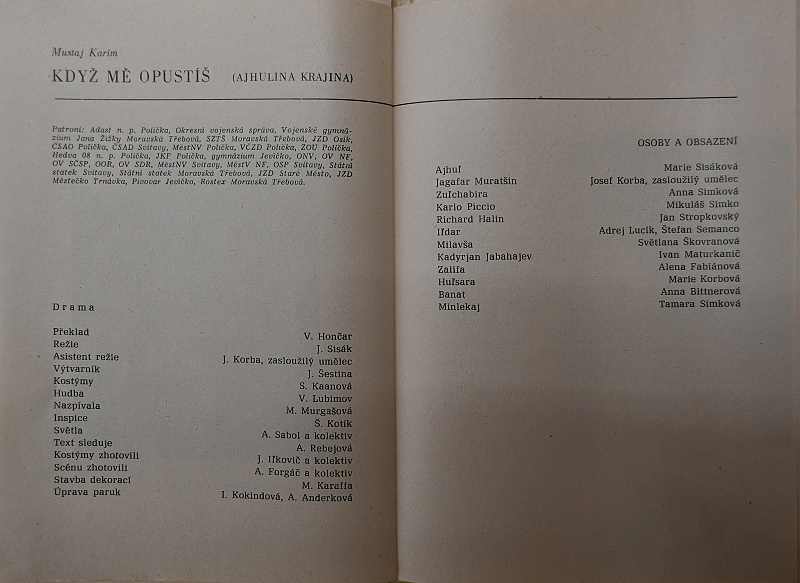 Mustaj Karim
KDYŽ MĚ OPUSTÍŠ (AJHULINA KRAJINA)
Patroni: Adast n. p. Polička, Okresná vojenská správa, Vojenské gymná-
zium Jana Žižky Moravská Třebová, SZTŠ Moravská Třebová, JZD Osík,
ČSAO Polička, ČSAD Svitavy, MěstNV Polička, VČZD Polička, ZOU Polička,
Hedva 08 n. p. Polička, JKP Polička, gymnázium Jevíčko, ONV, OV NF,
OV SČSP, OOR, OV SDR, MěstNV Svitavy, MěstV NF, OSP Svitavy, Státní
statek Svitavy, Státní statek Moravská Třebová, JZD Staré Město, JZD
Městečko Trnávka, Pivovar Jevíčko, Rostex Moravská Třebová.
Drama
Překlad V. Hončar
Režie J. Sisák
Asistent režie J. Korba, zasloužilý umělec
Výtvarník J. Šestina
Kostýmy S. Kaanová
Hudba V. Lubimov
Nazpívala M. Murgašová
Inspice Š. Kotík
Světla A. Sabol a kolektiv
Text sleduje A. Rebejová
Kostýmy zhotovili J. Iľkovič a kolektiv
Scénu zhotovili A. Forgáč a kolektiv
Stavba dekorací M. Karaffa
Úprava paruk I. Kokindová, A. Anderková
OSOBY A OBSAZENÍ
Ajhuľ Marie Sisáková
Jagafar Muratšin Josef Korba, zasloužilý umělec
Zuľchabira Anna Simková
Karlo Piccio Mikuláš Simko
Richard Halin Jan Stropkovský
Iľdar Adrej Lucík, Štefan Semanco
Milavša Světlana Škovranová
Kadyrjan Jabahajev Ivan Maturkanič
Zalifa Alena Fabiánová
Huľsara Marie Korbová
Banat Anna Bittnerová
Minlekaj Tamara Simková